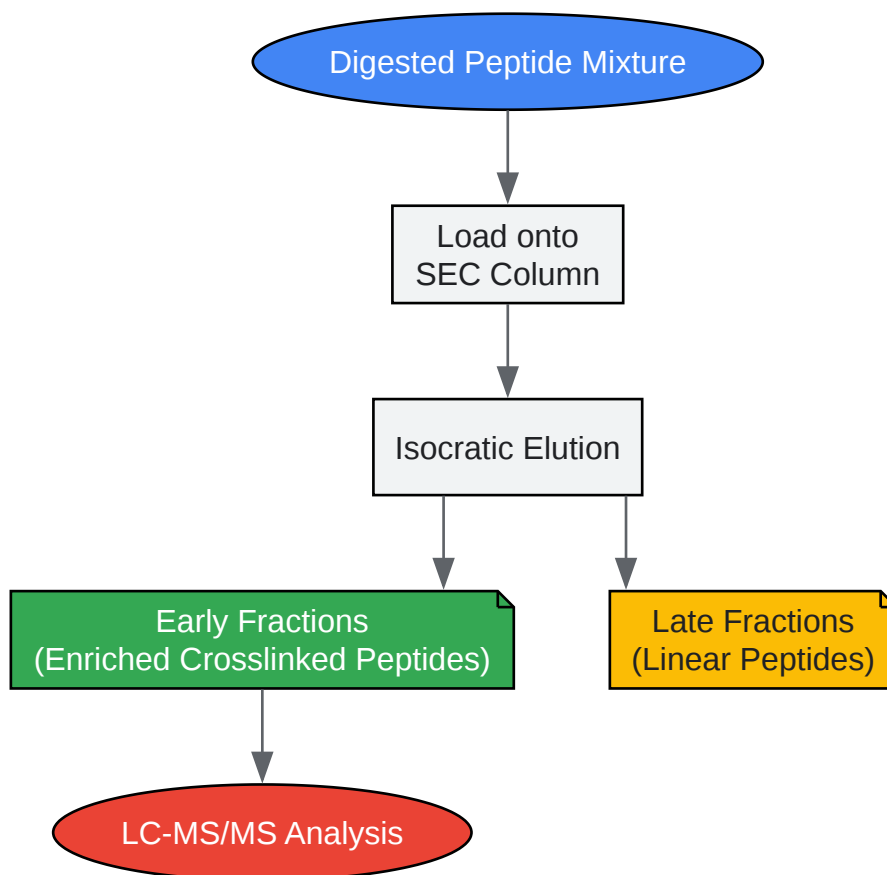 Digested Peptide Mixture
Load onto
SEC Column
Isocratic Elution
Early Fractions
(Enriched Crosslinked Peptides)
Late Fractions
(Linear Peptides)
LC-MS/MS Analysis